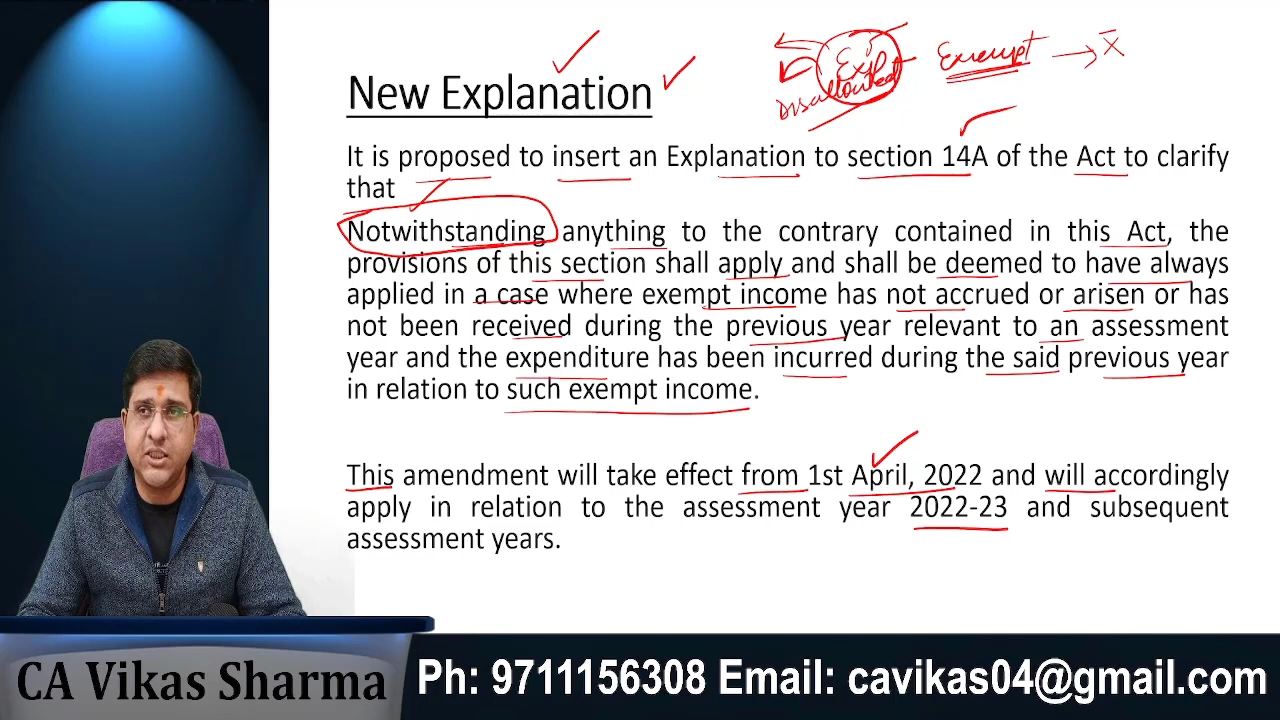 Exp
Disallowed
Exempt
New Explanation
It is proposed to insert an Explanation to section 14A of the Act to clarify
that
Notwithstanding anything to the contrary contained in this Act, the
provisions of this section shall apply and shall be deemed to have always
applied in a case where exempt income has not accrued or arisen or has
not been received during the previous year relevant to an assessment
year and the expenditure has been incurred during the said previous year
in relation to such exempt income.
This amendment will take effect from 1st April, 2022 and will accordingly
apply in relation to the assessment year 2022-23 and subsequent
assessment years.
CA Vikas Sharma
Ph: 9711156308 Email: cavikas04@gmail.com